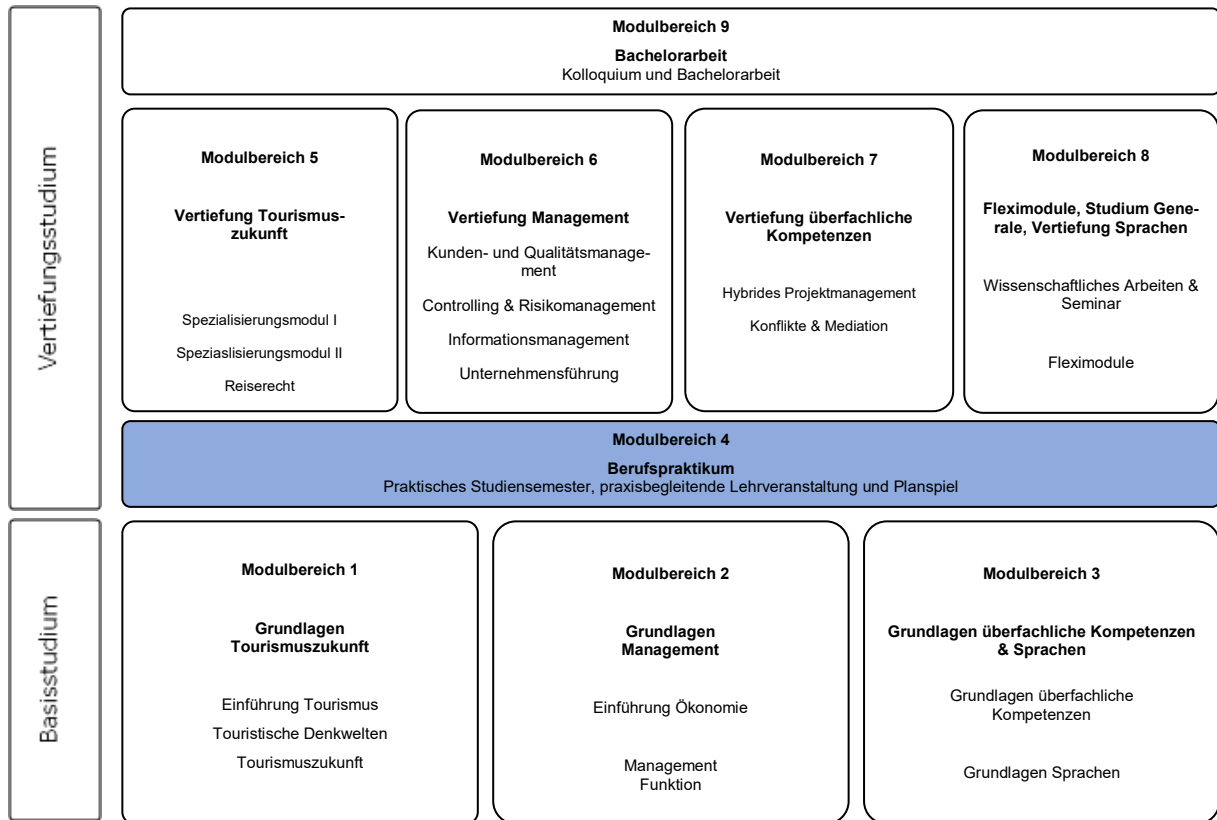 Vertiefungsstudium
Modulbereich 9
Bachelorarbeit
Kolloquium und Bachelorarbeit
Modulbereich 5
Vertiefung Tourismus-
zukunft
Spezialisierungsmodul I
Speziaslisierungsmodul II
Reiserecht
Modulbereich 6
Vertiefung Management
Kunden- und Qualitätsmanage-
ment
Controlling & Risikomanagement
Informationsmanagement
Unternehmensführung
Modulbereich 7
Vertiefung überfachliche
Kompetenzen
Hybrides Projektmanagement
Konflikte & Mediation
Modulbereich 8
Fleximodule, Studium Gene-
rale, Vertiefung Sprachen
Wissenschaftliches Arbeiten &
Seminar
Fleximodule
Modulbereich 4
Berufspraktikum
Praktisches Studiensemester, praxisbegleitende Lehrveranstaltung und Planspiel
Basisstudium
Modulbereich 1
Grundlagen
Tourismuszukunft
Einführung Tourismus
Touristische Denkwelten
Tourismuszukunft
Modulbereich 2
Grundlagen
Management
Einführung Ökonomie
Management
Funktion
Modulbereich 3
Grundlagen überfachliche Kompetenzen
& Sprachen
Grundlagen überfachliche
Kompetenzen
Grundlagen Sprachen